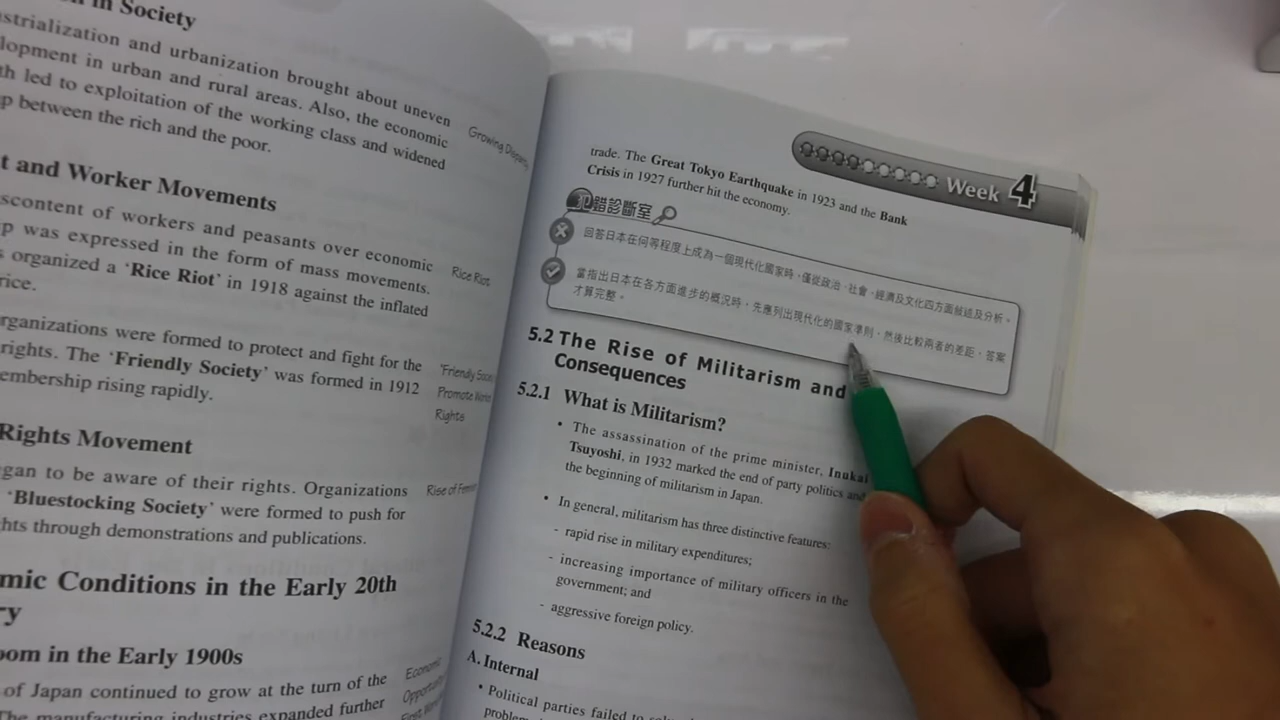 in Society
strialization and urbanization brought about uneven
lopment in urban and rural areas. Also, the economic
th led to exploitation of the working class and widened
p between the rich and the poor.
Growing Disparity
t and Worker Movements
scontent of workers and peasants over economic
p was expressed in the form of mass movements.
s organized a 'Rice Riot' in 1918 against the inflated
rice.
Rice Riot
rganizations were formed to protect and fight for the
rights. The 'Friendly Society' was formed in 1912
embership rising rapidly.
'Friendly Socie
Promote Worke
Rights
Rights Movement
gan to be aware of their rights. Organizations
'Bluestocking Society' were formed to push for
hts through demonstrations and publications.
Rise of Femin
mic Conditions in the Early 20th
ry
oom in the Early 1900s
of Japan continued to grow at the turn of the
The manufacturing industries expanded further
Economic
Opportu
First Wor
Week 4
trade. The Great Tokyo Earthquake in 1923 and the Bank
Crisis in 1927 further hit the economy.
犯錯診斷室
回答日本在何等程度上成為一個現代化國家時，僅從政治、社會、經濟及文化四方面敍述及分析。
當指出日本在各方面進步的概況時，先應列出現代化的國家準則，然後比較兩者的差距，答案
才算完整。
5.2 The Rise of Militarism and
Consequences
5.2.1 What is Militarism?
• The assassination of the prime minister, Inukai
Tsuyoshi, in 1932 marked the end of party politics and
the beginning of militarism in Japan.
• In general, militarism has three distinctive features:
- rapid rise in military expenditures;
- increasing importance of military officers in the
government; and
- aggressive foreign policy.
5.2.2 Reasons
A. Internal
• Political parties failed to